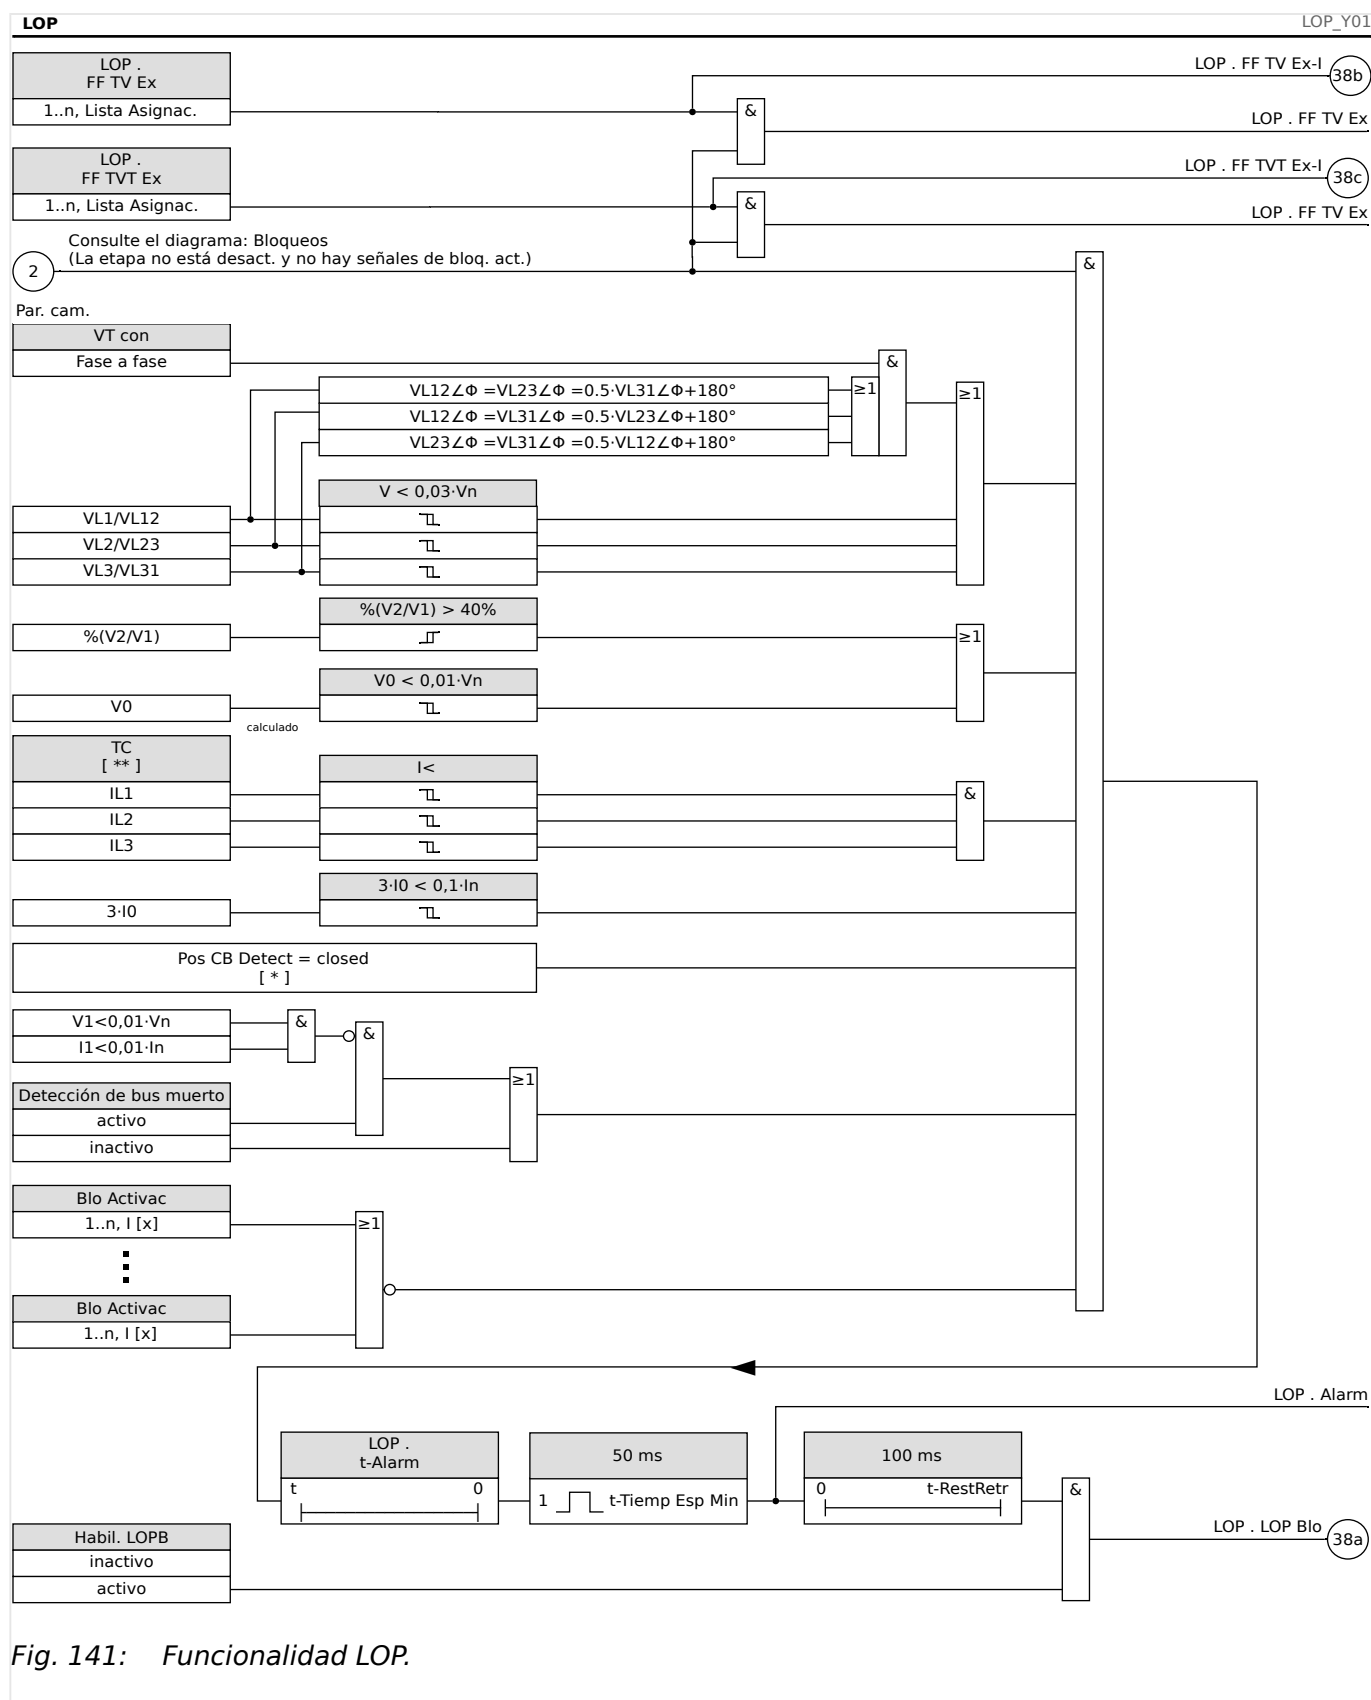 LOP
LOP_Y01
LOP .
FF TV Ex
1..n, Lista Asignac.
LOP . FF TV Ex-I
38b
&
LOP . FF TV Ex
LOP .
FF TVT Ex
1..n, Lista Asignac.
LOP . FF TVT Ex-I
38c
&
LOP . FF TV Ex
Consulte el diagrama: Bloqueos
(La etapa no está desact. y no hay señales de bloq. act.)
2
&
Par. cam.
VT con
Fase a fase
&
VL12∠Φ =VL23∠Φ =0.5·VL31∠Φ+180°
≥1
≥1
VL12∠Φ =VL31∠Φ =0.5·VL23∠Φ+180°
VL23∠Φ =VL31∠Φ =0.5·VL12∠Φ+180°
V < 0,03·Vn
VL1/VL12
VL2/VL23
VL3/VL31
%(V2/V1) > 40%
%(V2/V1)
≥1
V0 < 0,01·Vn
V0
calculado
TC
[ ** ]
I<
IL1
&
IL2
IL3
3·I0 < 0,1·In
3·I0
Pos CB Detect = closed
[ * ]
V1<0,01·Vn
&
&
I1<0,01·In
≥1
Detección de bus muerto
activo
inactivo
Blo Activac
1..n, I [x]
≥1
Blo Activac
1..n, I [x]
LOP . Alarm
LOP .
t-Alarm
50 ms
100 ms
t
0
1
t-Tiemp Esp Min
0
t-RestRetr
&
LOP . LOP Blo
38a
Habil. LOPB
inactivo
activo
Fig. 141: Funcionalidad LOP.